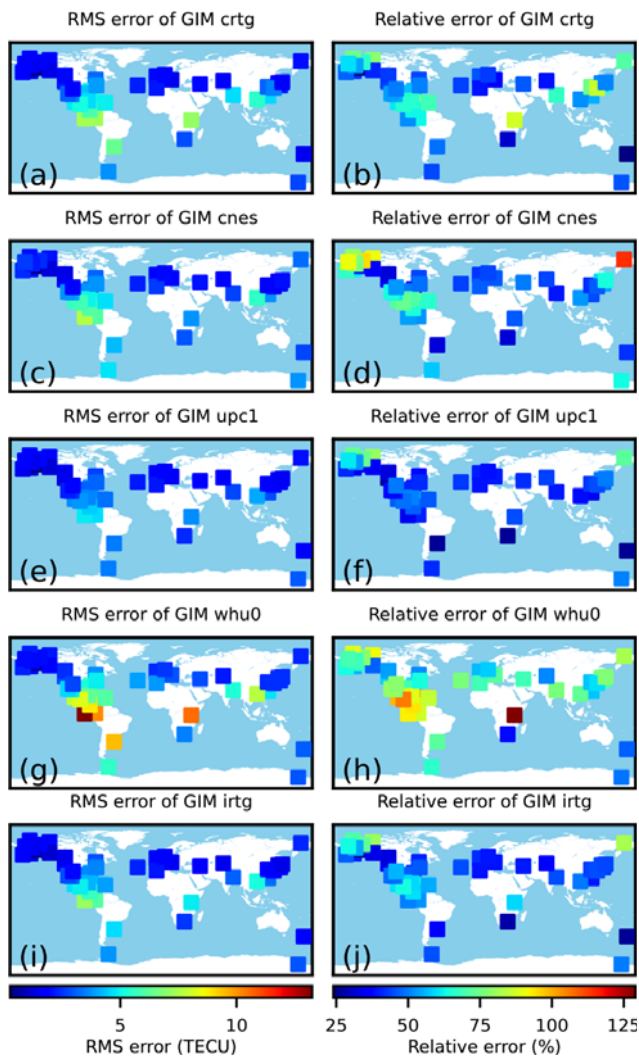 RMS error of GIM crtg
Relative error of GIM crtg
(a)
(b)
RMS error of GIM cnes
Relative error of GIM cnes
(c)
(d)
RMS error of GIM upc1
Relative error of GIM upc1
(e)
(f)
RMS error of GIM whu0
Relative error of GIM whu0
(g)
(h)
RMS error of GIM irtg
Relative error of GIM irtg
(i)
(j)
5 10
25 50 75 100 125
RMS error (TECU)
Relative error (%)